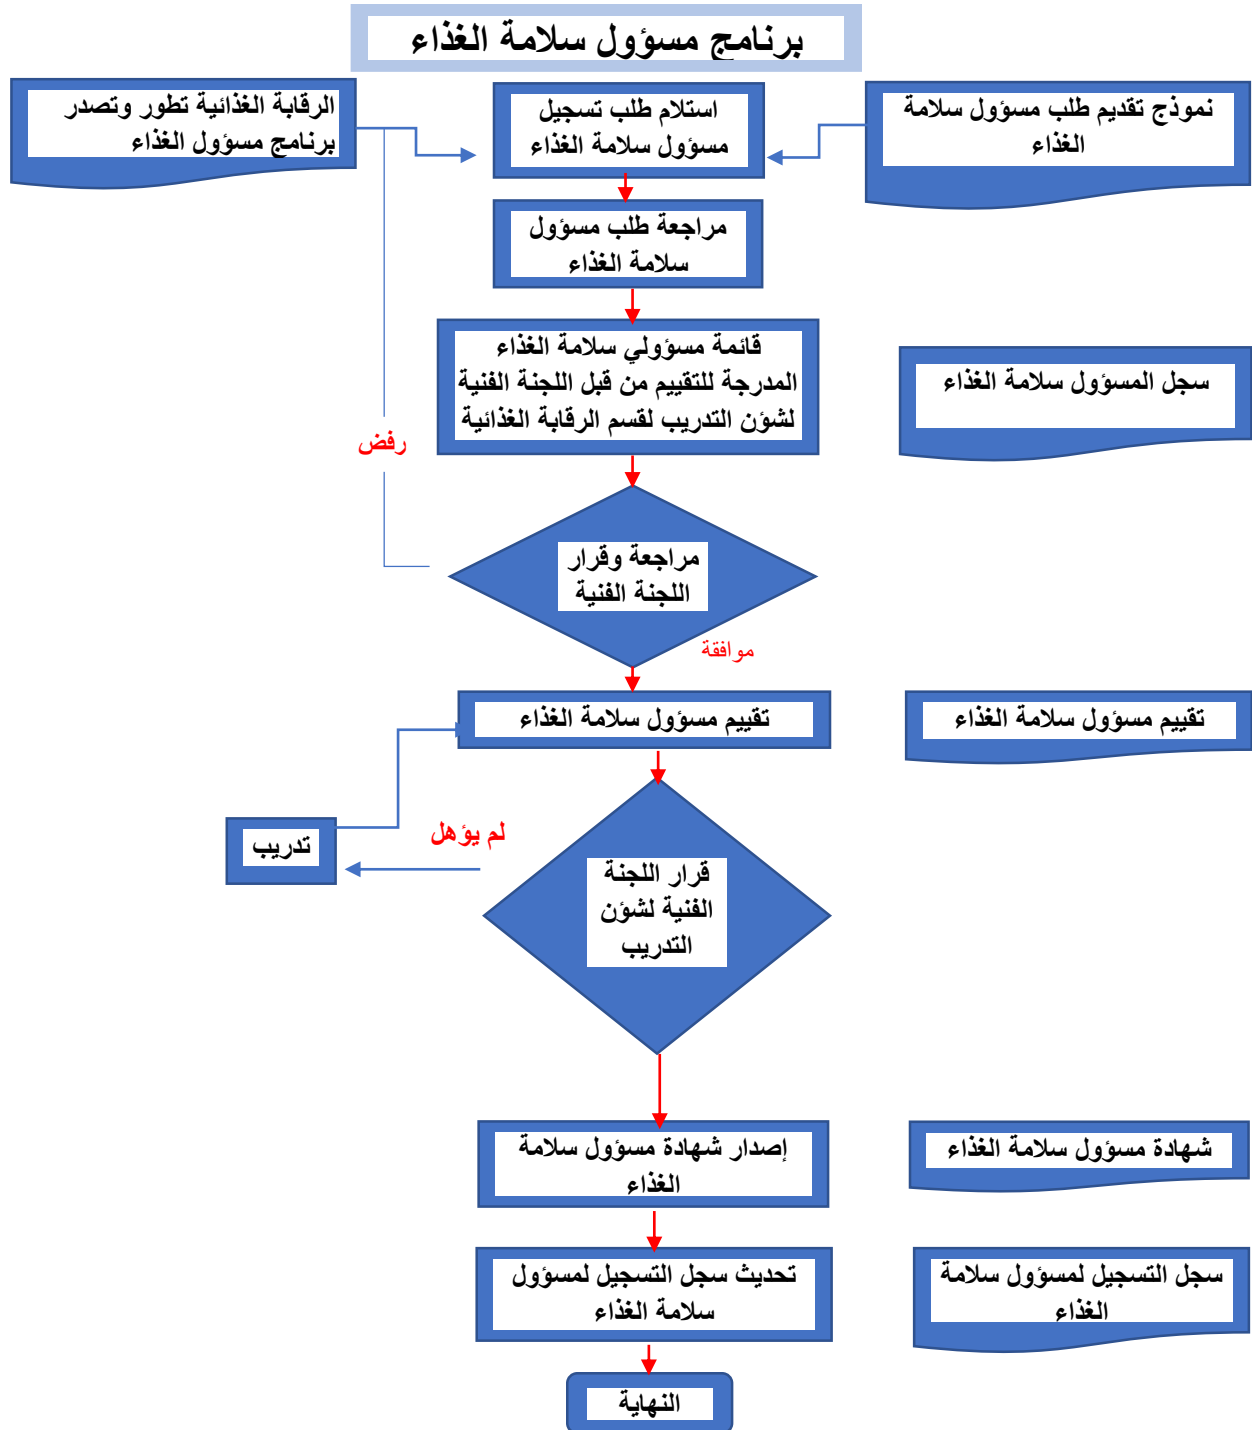 برنامج مسؤول سلامة الغذاء
نموذج تقديم طلب مسؤول سلامة
الغذاء
استلام طلب تسجيل
مسؤول سلامة الغذاء
الرقابة الغذائية تطور وتصدر
برنامج مسؤول الغذاء
مراجعة طلب مسؤول
سلامة الغذاء
قائمة مسؤولي سلامة الغذاء
المدرجة للتقييم من قبل اللجنة الفنية
لشؤن التدريب لقسم الرقابة الغذائية
سجل المسؤول سلامة الغذاء
رفض
مراجعة وقرار
اللجنة الفنية
موافقة
تقييم مسؤول سلامة الغذاء
تقييم مسؤول سلامة الغذاء
لم يؤهل
تدريب
قرار اللجنة
الفنية لشؤن
التدريب
إصدار شهادة مسؤول سلامة
الغذاء
شهادة مسؤول سلامة الغذاء
تحديث سجل التسجيل لمسؤول
سلامة الغذاء
سجل التسجيل لمسؤول سلامة
الغذاء
النهاية